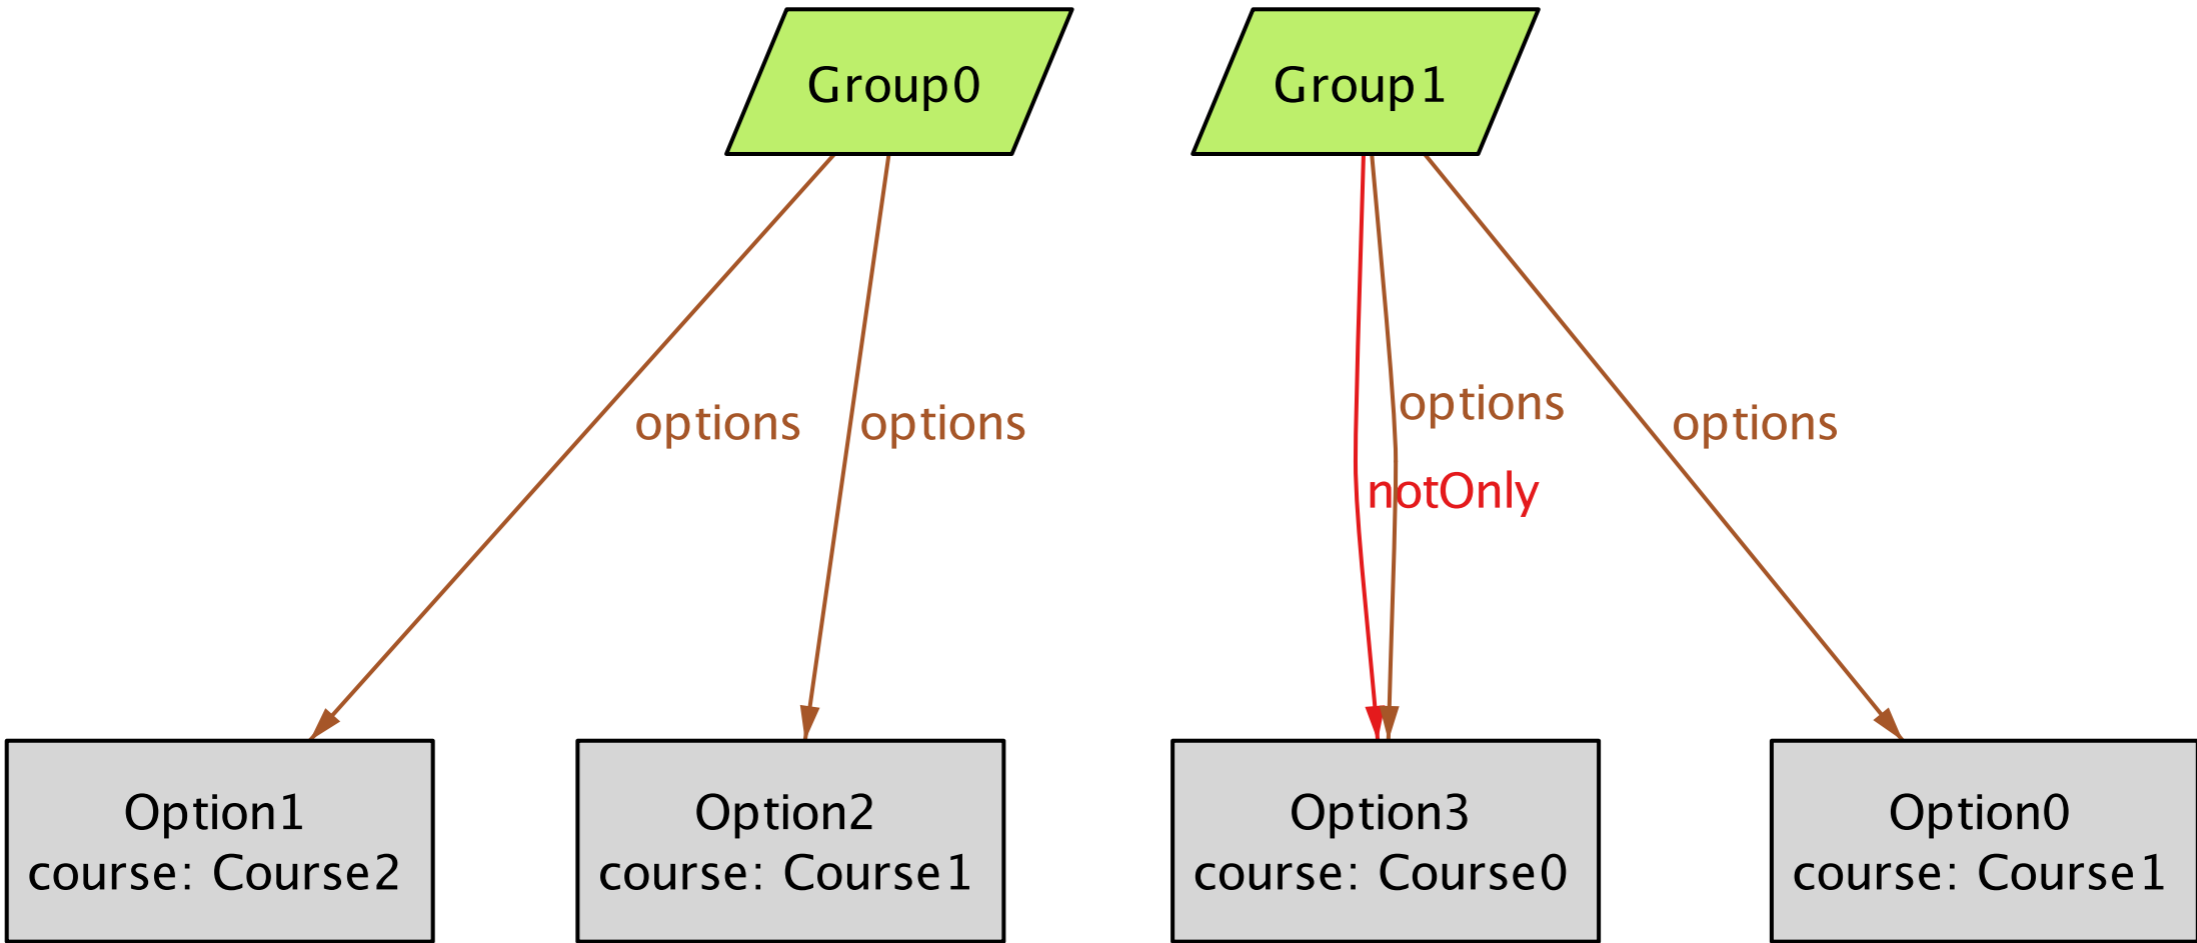 Group0
Group1
options
options
options
options
notOnly
Option1
course: Course2
Option2
course: Course1
Option3
course: Course0
Option0
course: Course1